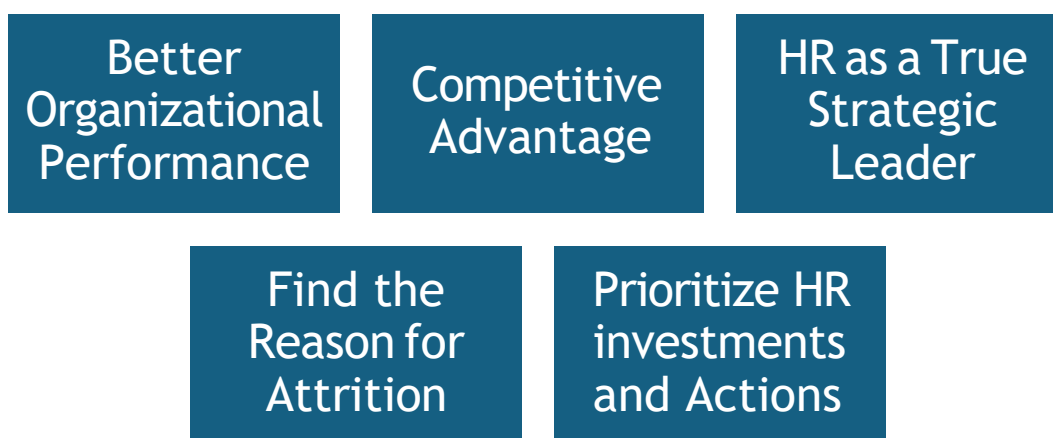 Better
Organizational
Performance
Competitive
Advantage
HR as a True
Strategic
Leader
Find the
Reason for
Attrition
Prioritize HR
investments
and Actions